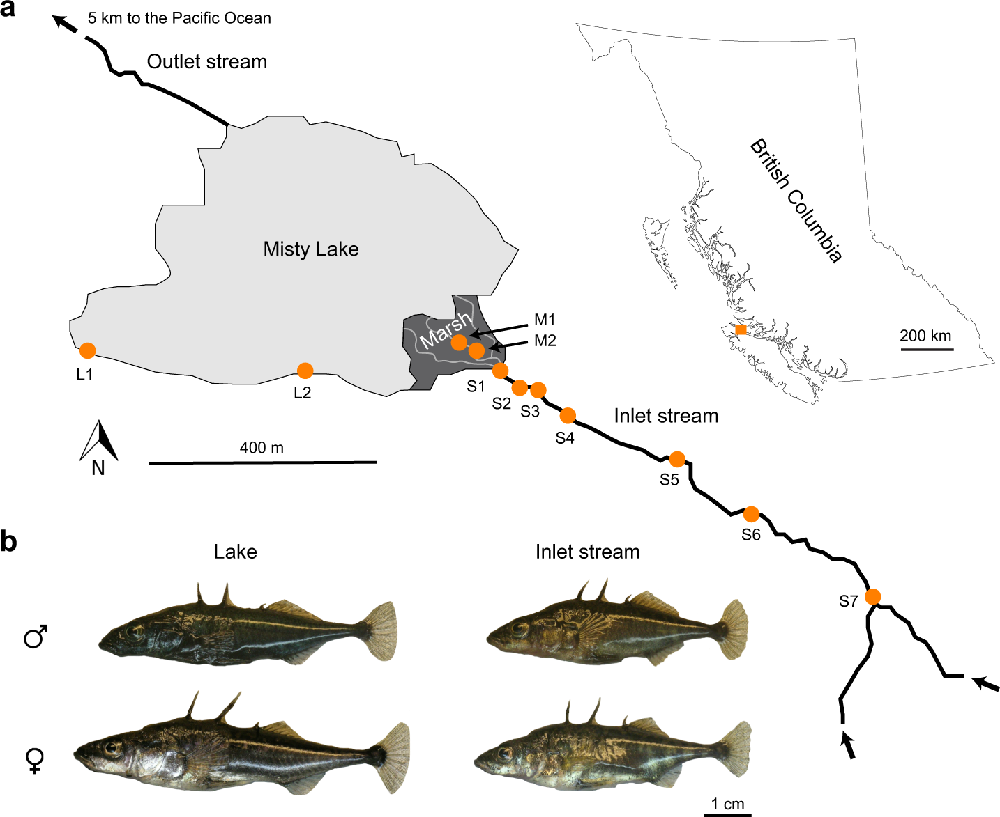 a
5 km to the Pacific Ocean
Outlet stream
British Columbia
Misty Lake
Marsh
M1
M2
200 km
L1
L2
S1
S2
S3
S4
Inlet stream
400 m
N
S5
S6
S7
b
Lake
Inlet stream
♂
♀
1 cm